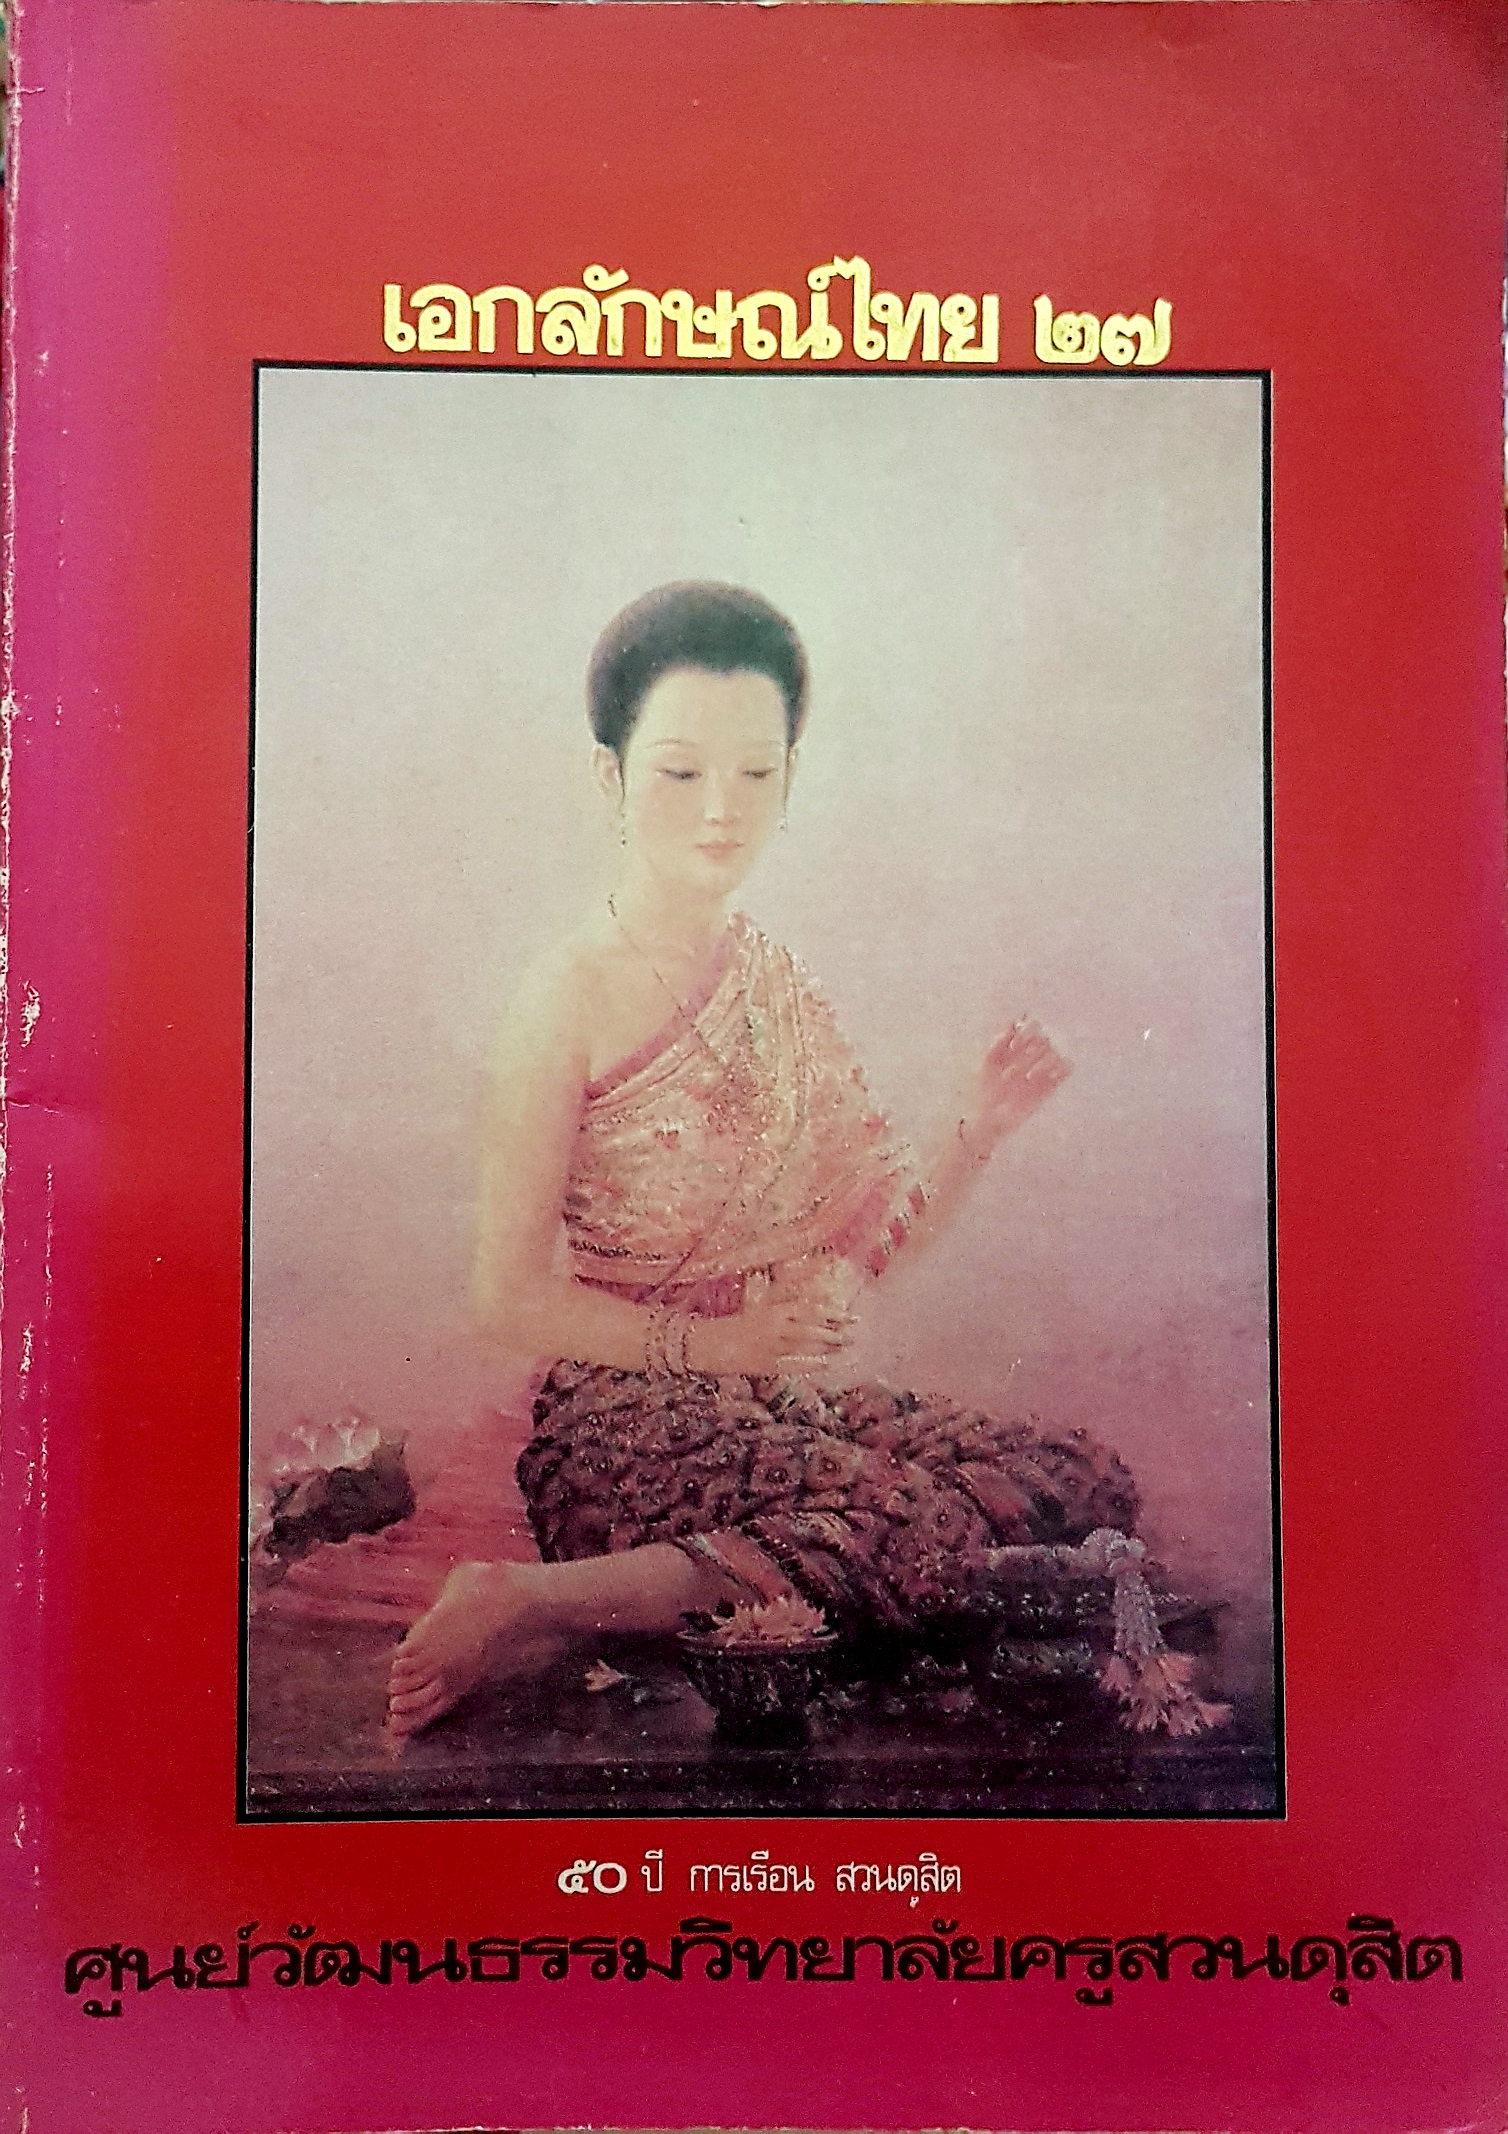 เอกลักษณ์ไทย ๒๗
๕๐ ปี การเรือน สวนดุสิต
ศูนย์วัฒนธรรมวิทยาลัยครูสวนดุสิต